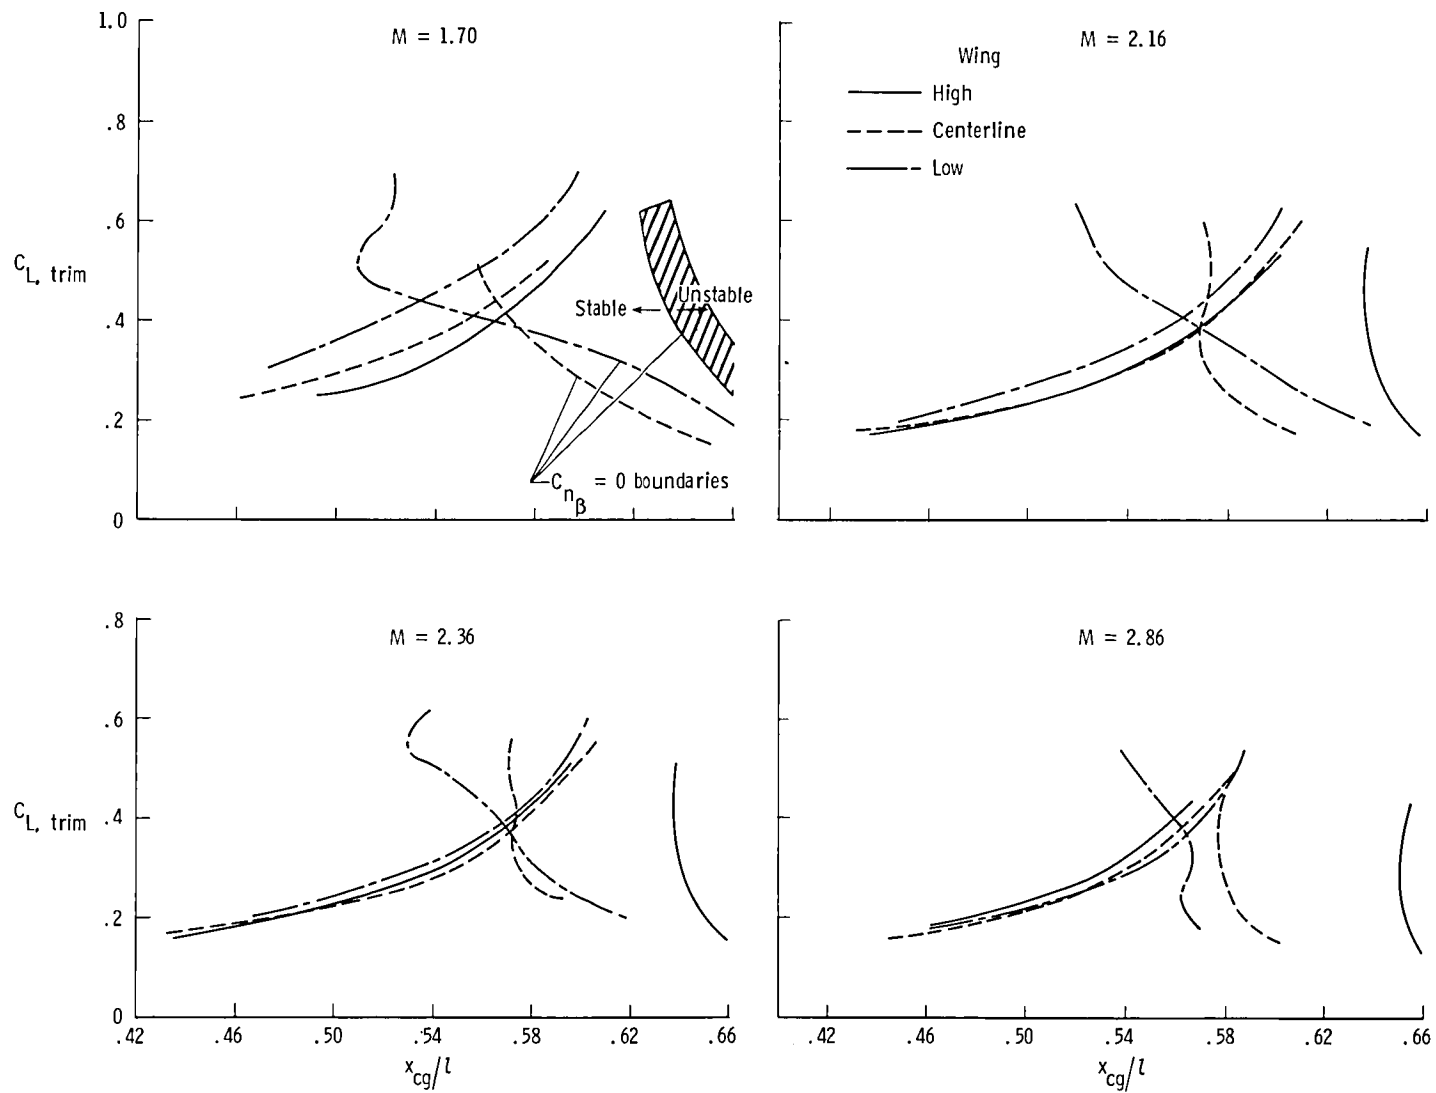 1.0
M = 1.70
.8
.6
C_L, trim
Stable
Unstable
.4
.2
C_nβ = 0 boundaries
0
M = 2.16
Wing
High
Centerline
Low
.8
M = 2.36
.6
C_L, trim
.4
.2
0
.42 .46 .50 .54 .58 .62 .66
x_cg/l
M = 2.86
.42 .46 .50 .54 .58 .62 .66
x_cg/l